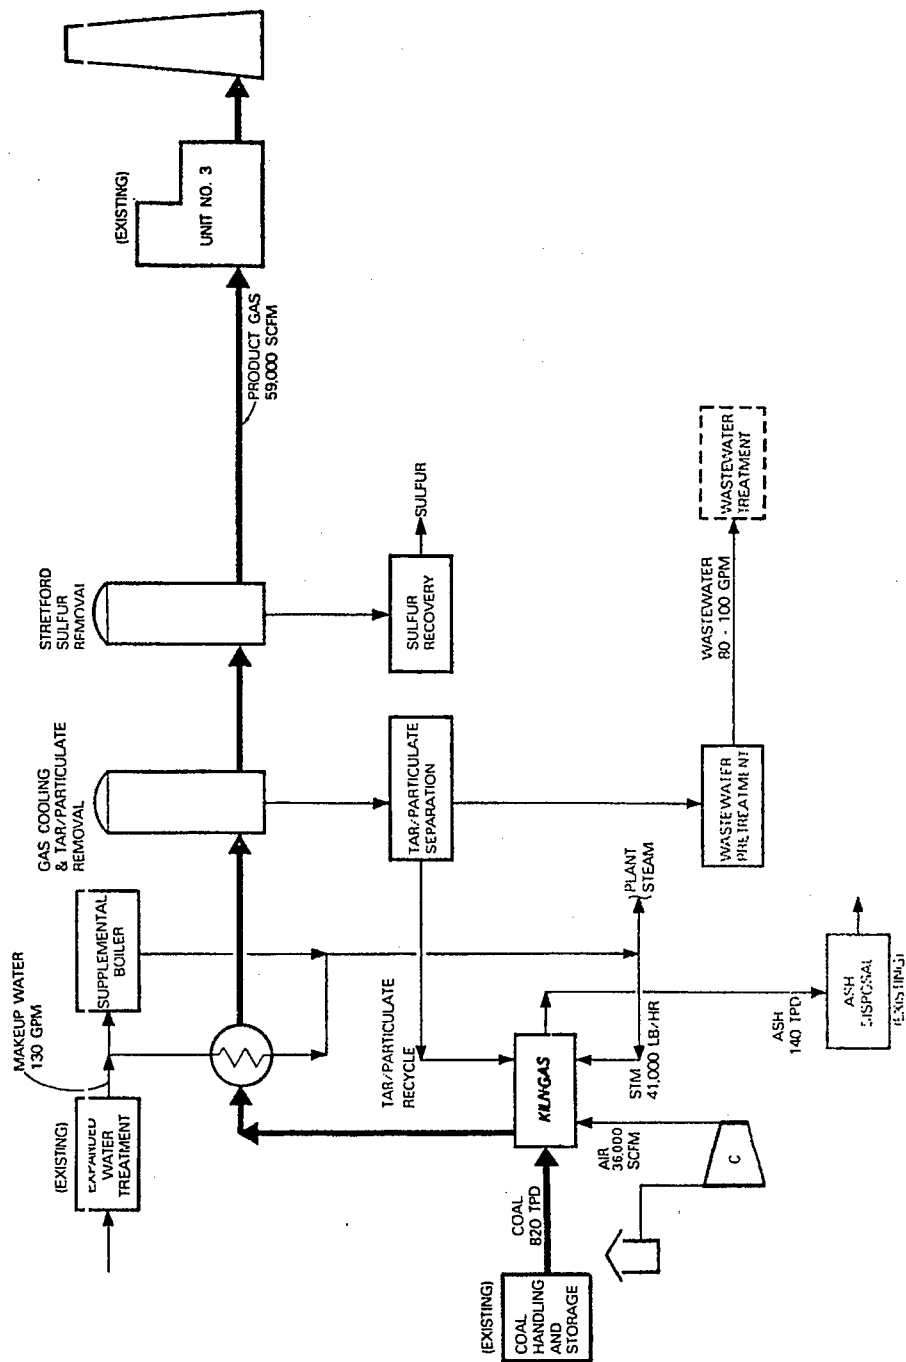 (EXISTING)
EXPANDED
WATER
TREATMENT
MAKEUP WATER
130 GPM
SUPPLEMENTAL
BOILER
GAS COOLING
& TAR/PARTICULATE
REMOVAL
STRETFORD
SULFUR
REMOVAL
PRODUCT GAS
59,000 SCFM
(EXISTING)
UNIT NO. 3
TAR/PARTICULATE
RECYCLE
TAR/PARTICULATE
SEPARATION
SULFUR
RECOVERY
SULFUR
(EXISTING)
COAL
HANDLING
AND
STORAGE
COAL
820 TPD
KILNGAS
AIR
36,000
SCFM
STM
41,000 LB/HR
PLANT
STEAM
C
ASH
140 TPD
ASH
DISPOSAL
(EXISTING)
WASTEWATER
PRETREATMENT
WASTEWATER
80 - 100 GPM
WASTEWATER
TREATMENT